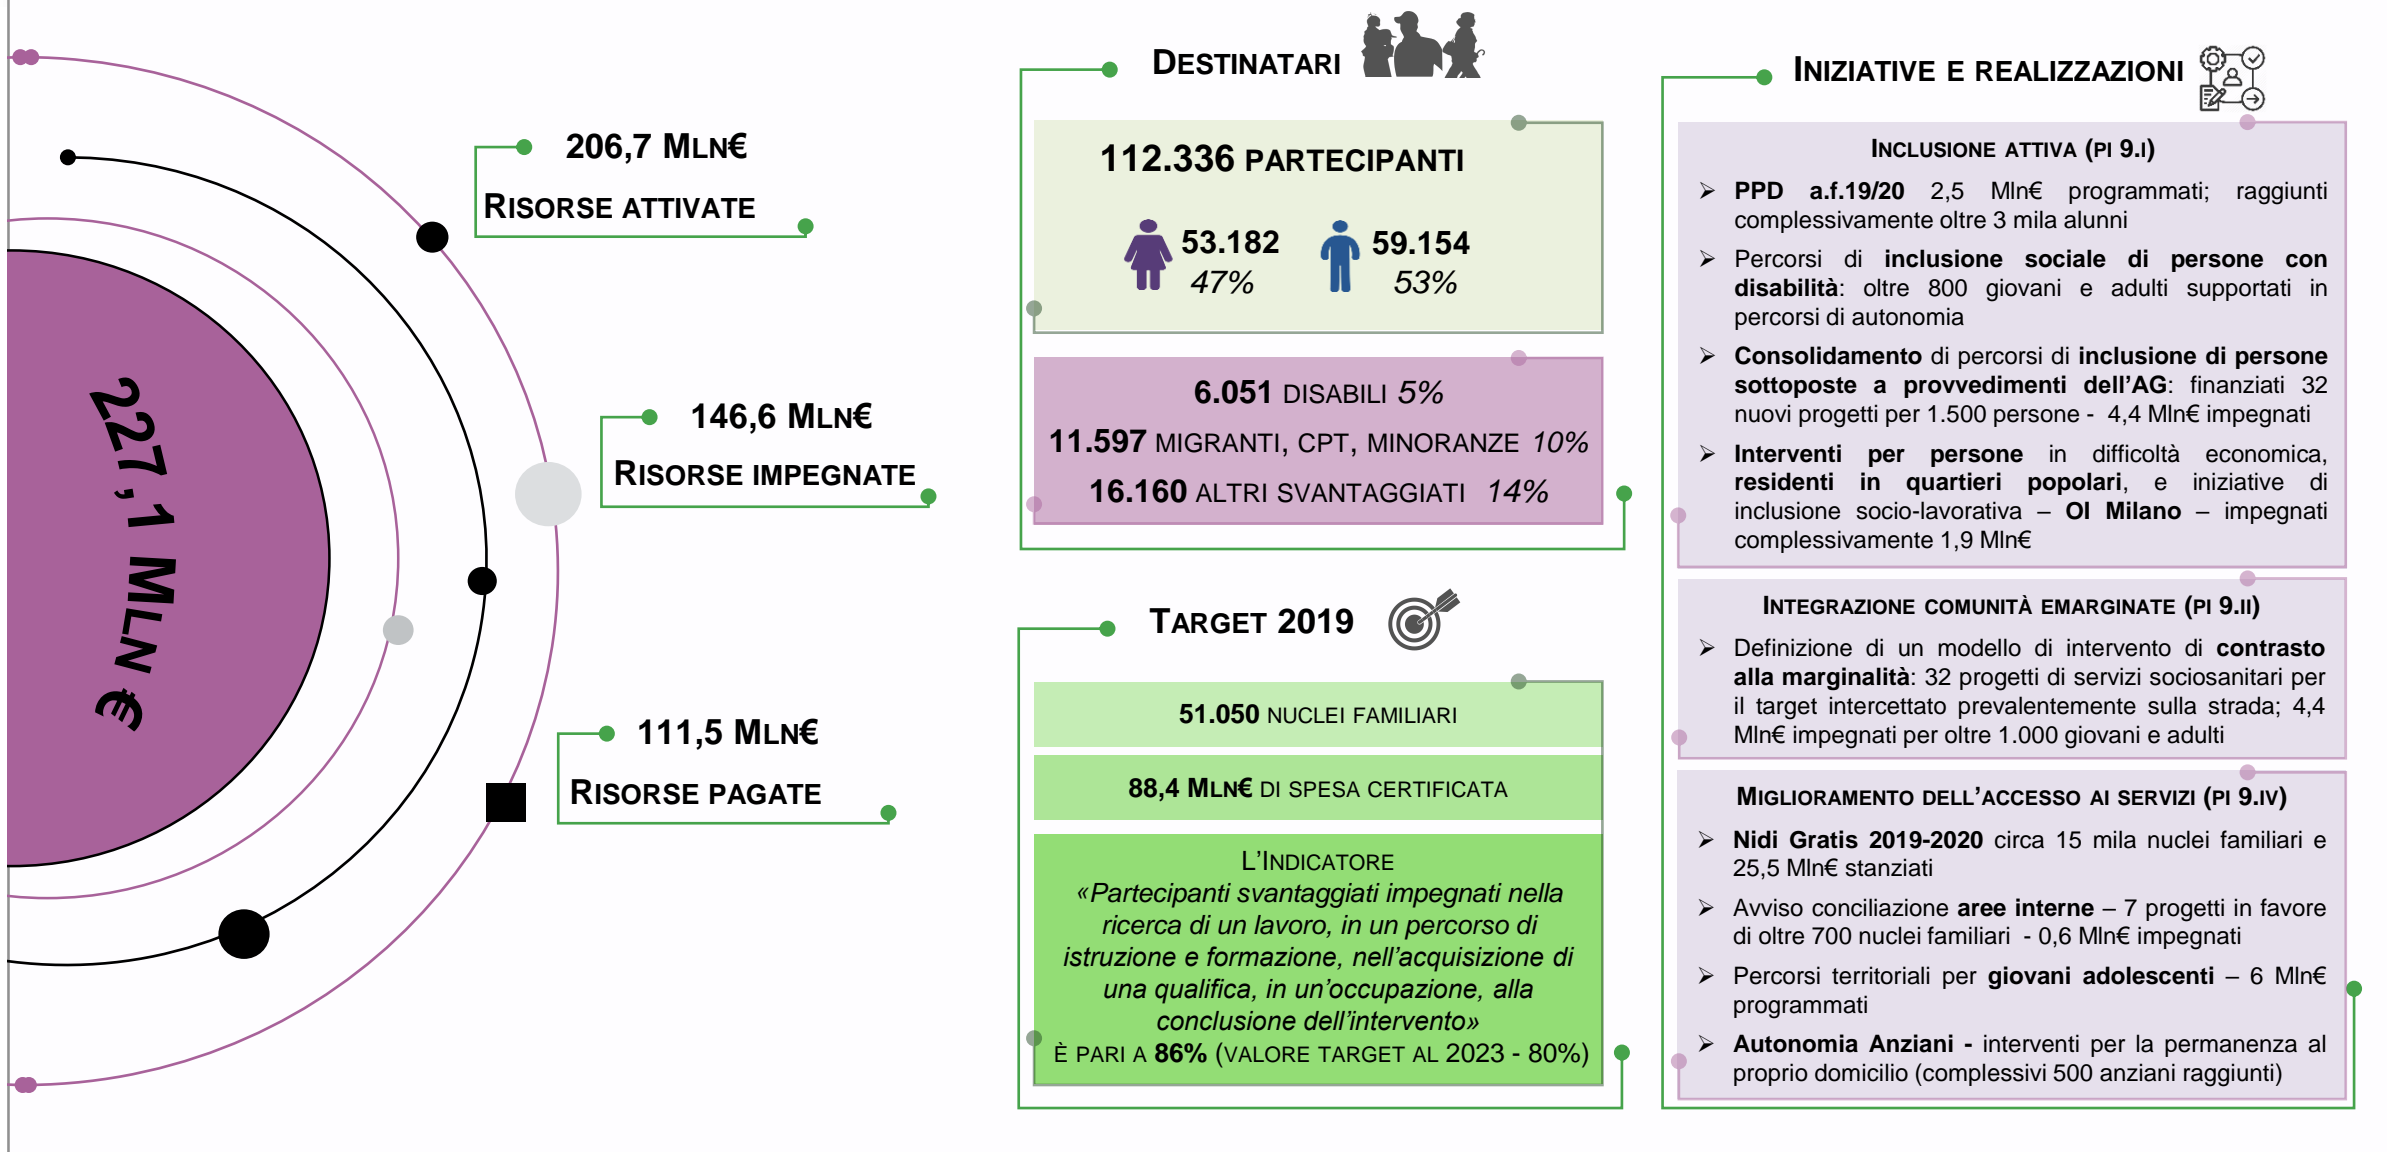 227,1 MLN €
206,7 MLN€
RISORSE ATTIVATE
146,6 MLN€
RISORSE IMPEGNATE
111,5 MLN€
RISORSE PAGATE
DESTINATARI
112.336 PARTECIPANTI
53.182
47%
59.154
53%
6.051 DISABILI 5%
11.597 MIGRANTI, CPT, MINORANZE 10%
16.160 ALTRI SVANTAGGIATI 14%
TARGET 2019
51.050 NUCLEI FAMILIARI
88,4 MLN€ DI SPESA CERTIFICATA
L'INDICATORE
«Partecipanti svantaggiati impegnati nella
ricerca di un lavoro, in un percorso di
istruzione e formazione, nell'acquisizione di
una qualifica, in un'occupazione, alla
conclusione dell'intervento»
È PARI A 86% (VALORE TARGET AL 2023 - 80%)
INIZIATIVE E REALIZZAZIONI
INCLUSIONE ATTIVA (PI 9.I)
➢ PPD a.f.19/20 2,5 Mln€ programmati; raggiunti
complessivamente oltre 3 mila alunni
➢ Percorsi di inclusione sociale di persone con
disabilità: oltre 800 giovani e adulti supportati in
percorsi di autonomia
➢ Consolidamento di percorsi di inclusione di persone
sottoposte a provvedimenti dell'AG: finanziati 32
nuovi progetti per 1.500 persone - 4,4 Mln€ impegnati
➢ Interventi per persone in difficoltà economica,
residenti in quartieri popolari, e iniziative di
inclusione socio-lavorativa – OI Milano – impegnati
complessivamente 1,9 Mln€
INTEGRAZIONE COMUNITÀ EMARGINATE (PI 9.II)
➢ Definizione di un modello di intervento di contrasto
alla marginalità: 32 progetti di servizi sociosanitari per
il target intercettato prevalentemente sulla strada; 4,4
Mln€ impegnati per oltre 1.000 giovani e adulti
MIGLIORAMENTO DELL'ACCESSO AI SERVIZI (PI 9.IV)
➢ Nidi Gratis 2019-2020 circa 15 mila nuclei familiari e
25,5 Mln€ stanziati
➢ Avviso conciliazione aree interne – 7 progetti in favore
di oltre 700 nuclei familiari - 0,6 Mln€ impegnati
➢ Percorsi territoriali per giovani adolescenti – 6 Mln€
programmati
➢ Autonomia Anziani - interventi per la permanenza al
proprio domicilio (complessivi 500 anziani raggiunti)